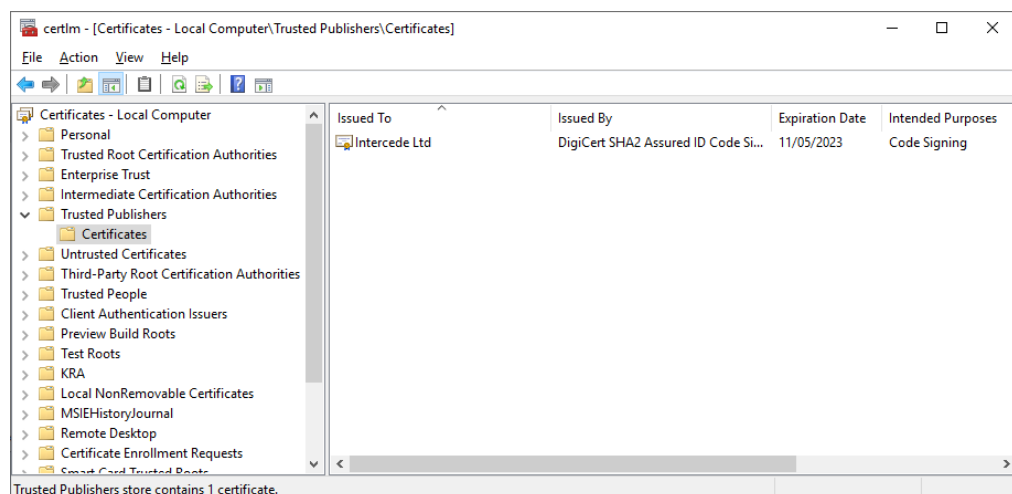 certlm - [Certificates - Local Computer\Trusted Publishers\Certificates]
File Action View Help
Certificates - Local Computer
Personal
Trusted Root Certification Authorities
Enterprise Trust
Intermediate Certification Authorities
Trusted Publishers
Certificates
Untrusted Certificates
Third-Party Root Certification Authorities
Trusted People
Client Authentication Issuers
Preview Build Roots
Test Roots
KRA
Local NonRemovable Certificates
MSIEHistoryJournal
Remote Desktop
Certificate Enrollment Requests
Smart Card Trusted Roots
Issued To Issued By Expiration Date Intended Purposes
Intercede Ltd DigiCert SHA2 Assured ID Code Si... 11/05/2023 Code Signing
Trusted Publishers store contains 1 certificate.